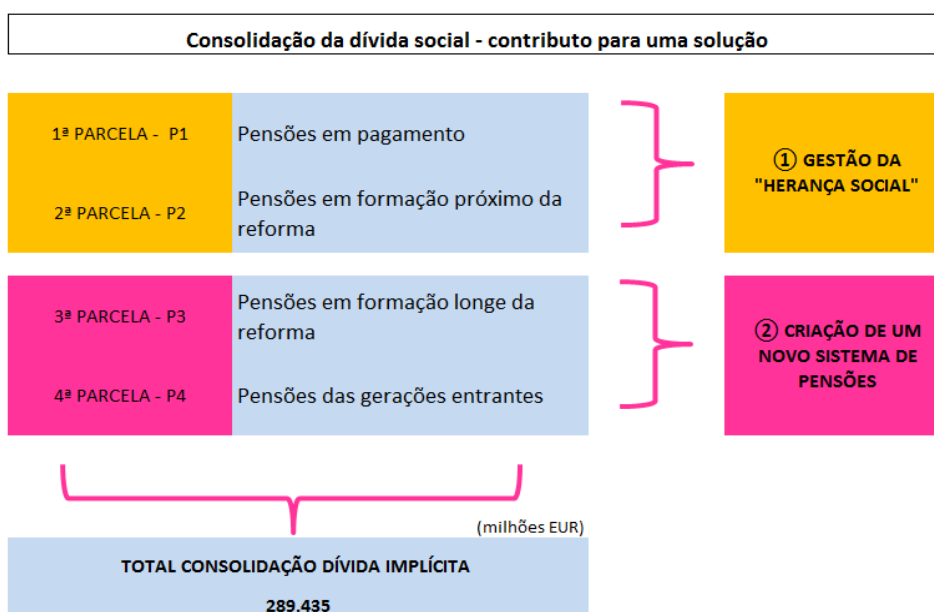 Consolidação da dívida social - contributo para uma solução
1ª PARCELA - P1
Pensões em pagamento
2ª PARCELA - P2
Pensões em formação próximo da
reforma
① GESTÃO DA
"HERANÇA SOCIAL"
3ª PARCELA - P3
Pensões em formação longe da
reforma
4ª PARCELA - P4
Pensões das gerações entrantes
② CRIAÇÃO DE UM
NOVO SISTEMA DE
PENSÕES
(milhões EUR)
TOTAL CONSOLIDAÇÃO DÍVIDA IMPLÍCITA
289.435